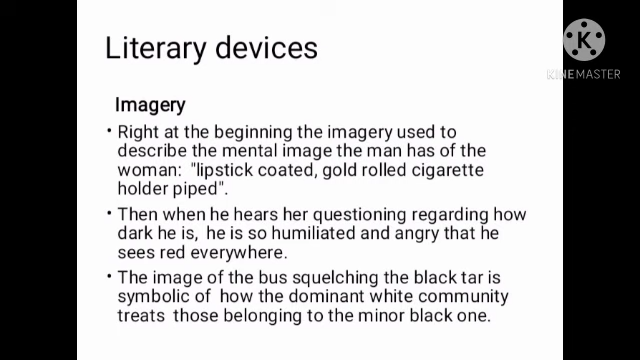 Literary devices
KINEMASTER
Imagery
• Right at the beginning the imagery used to
describe the mental image the man has of the
woman: "lipstick coated, gold rolled cigarette
holder piped".
• Then when he hears her questioning regarding how
dark he is, he is so humiliated and angry that he
sees red everywhere.
• The image of the bus squelching the black tar is
symbolic of how the dominant white community
treats those belonging to the minor black one.